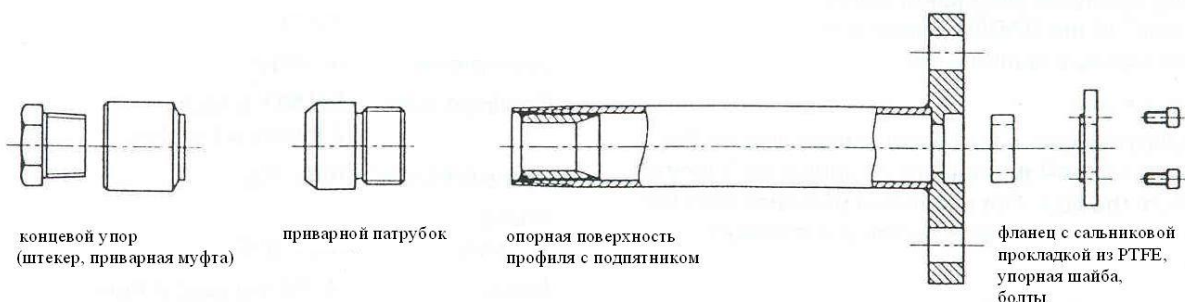 концевой упор
(штекер, приварная муфта)
приварной патрубок
опорная поверхность
профиля с подпятником
фланец с сальниковой
прокладкой из PTFE,
упорная шайба,
болты